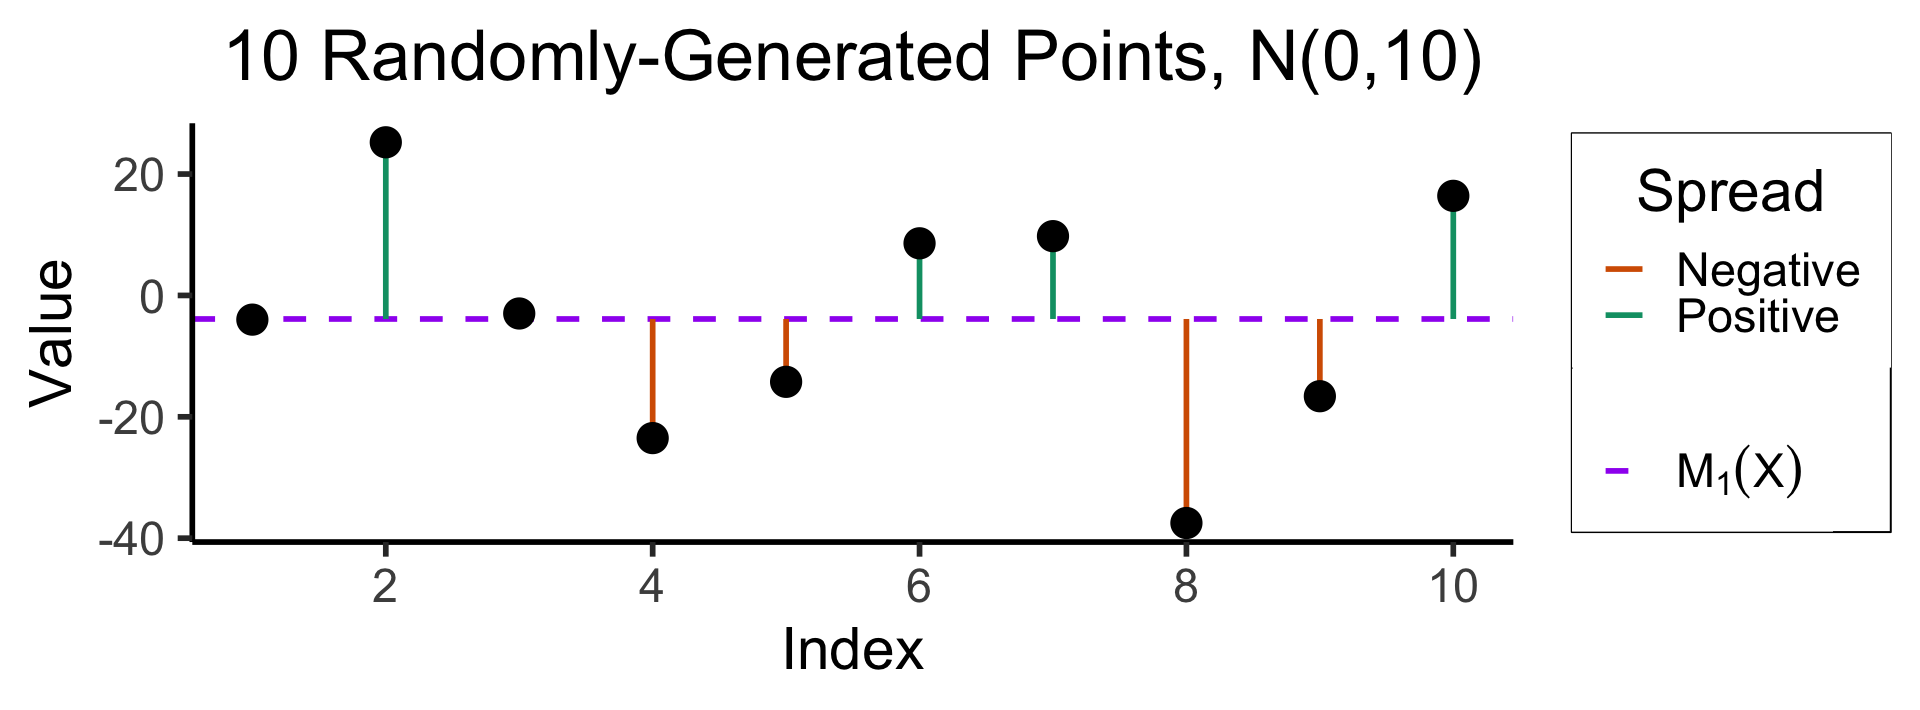 10 Randomly-Generated Points, N(0,10)
20
0
-20
-40
Value
2
4
6
8
10
Index
Spread
Negative
Positive
M₁(X)